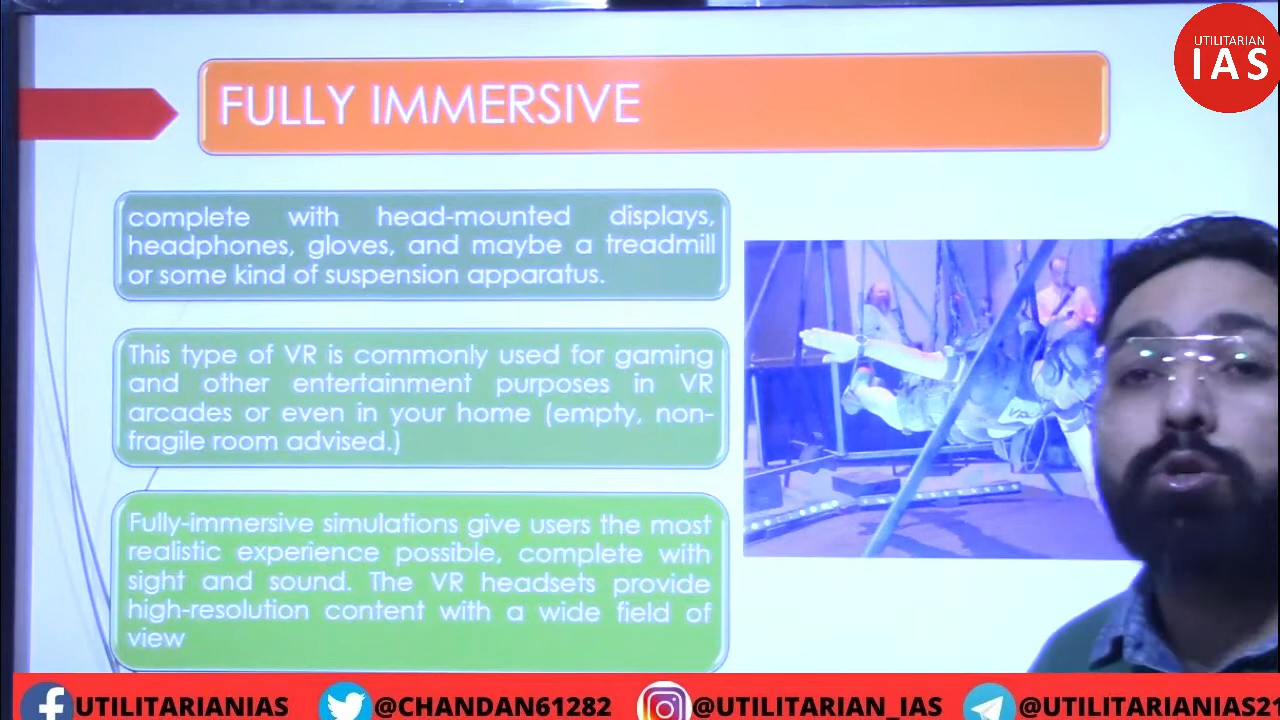 UTILITARIAN
IAS
FULLY IMMERSIVE
complete with head-mounted displays,
headphones, gloves, and maybe a treadmill
or some kind of suspension apparatus.
This type of VR is commonly used for gaming
and other entertainment purposes in VR
arcades or even in your home (empty, non-
fragile room advised.)
Fully-immersive simulations give users the most
realistic experience possible, complete with
sight and sound. The VR headsets provide
high-resolution content with a wide field of
view
UTILITARIANIAS @CHANDAN61282 @UTILITARIAN_IAS @UTILITARIANIAS21